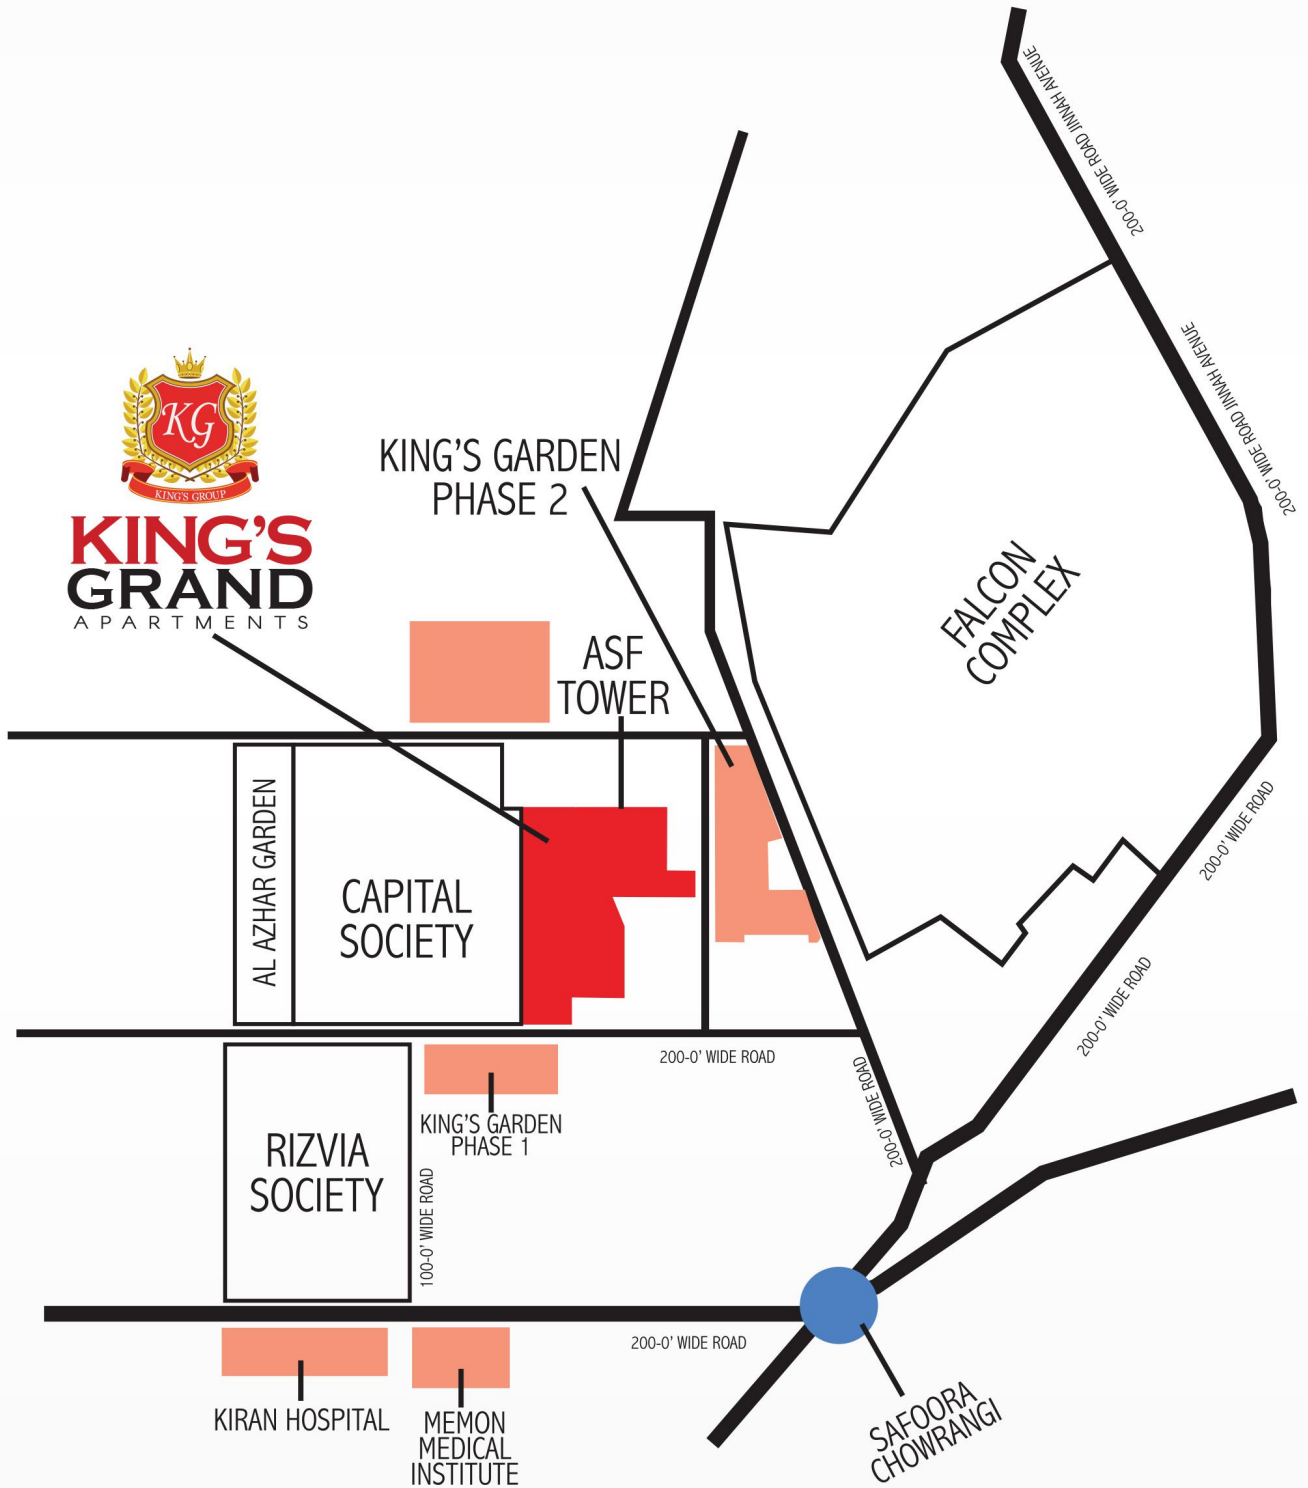 200-0' WIDE ROAD JINNAH AVENUE
200-0' WIDE ROAD JINNAH AVENUE
KG
KING'S GROUP
KING'S
GRAND
APARTMENTS
KING'S GARDEN
PHASE 2
FALCON
COMPLEX
ASF
TOWER
AL AZHAR GARDEN
CAPITAL
SOCIETY
200-0' WIDE ROAD
200-0' WIDE ROAD
200-0' WIDE ROAD
200-0' WIDE ROAD
KING'S GARDEN
PHASE 1
RIZVIA
SOCIETY
100-0' WIDE ROAD
200-0' WIDE ROAD
KIRAN HOSPITAL
MEMON
MEDICAL
INSTITUTE
SAFOORA
CHOWRANGI